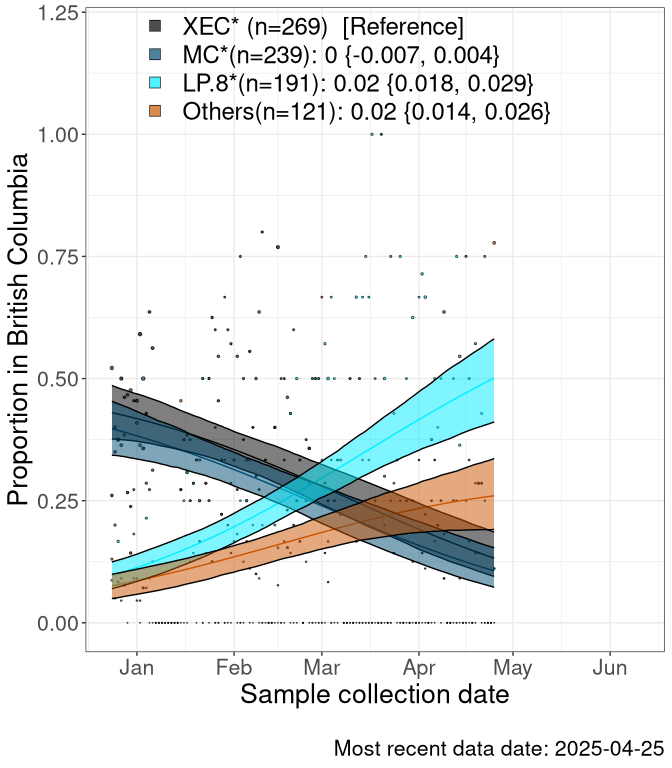 1.25
1.00
0.75
0.50
0.25
0.00
Proportion in British Columbia
XEC* (n=269)  [Reference]
MC*(n=239): 0 {-0.007, 0.004}
LP.8*(n=191): 0.02 {0.018, 0.029}
Others(n=121): 0.02 {0.014, 0.026}
Jan Feb Mar Apr May Jun
Sample collection date
Most recent data date: 2025-04-25